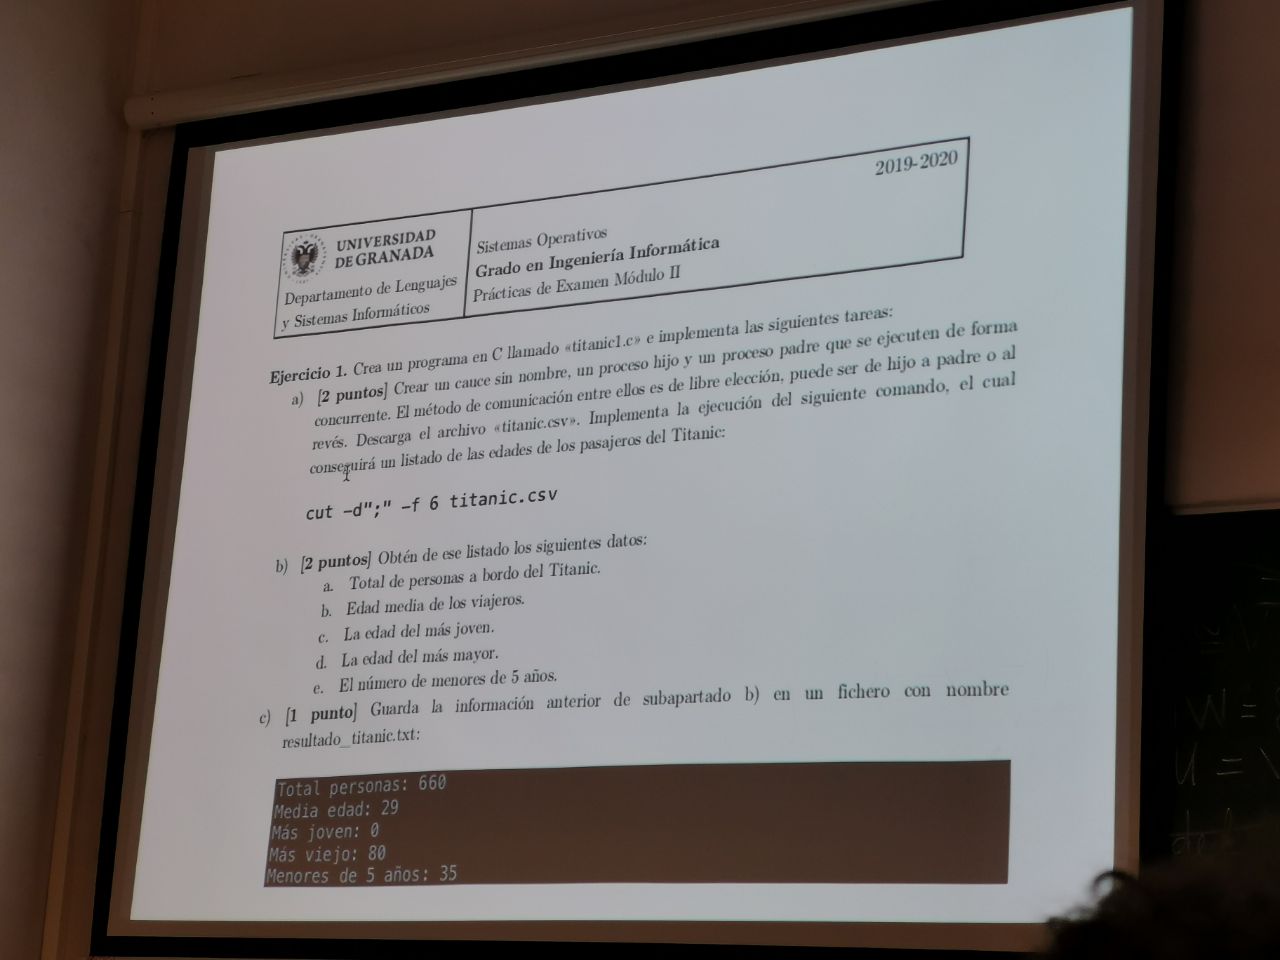 2019-2020
UNIVERSIDAD
DE GRANADA
Departamento de Lenguajes
y Sistemas Informáticos
Sistemas Operativos
Grado en Ingeniería Informática
Prácticas de Examen Módulo II
Ejercicio 1. Crea un programa en C llamado «titanic1.c» e implementa las siguientes tareas:
a) [2 puntos] Crear un cauce sin nombre, un proceso hijo y un proceso padre que se ejecuten de forma
concurrente. El método de comunicación entre ellos es de libre elección, puede ser de hijo a padre o al
revés. Descarga el archivo «titanic.csv». Implementa la ejecución del siguiente comando, el cual
conseguirá un listado de las edades de los pasajeros del Titanic:
cut -d";" -f 6 titanic.csv
b) [2 puntos] Obtén de ese listado los siguientes datos:
a. Total de personas a bordo del Titanic.
b. Edad media de los viajeros.
c. La edad del más joven.
d. La edad del más mayor.
e. El número de menores de 5 años.
c) [1 punto] Guarda la información anterior de subapartado b) en un fichero con nombre
resultado_titanic.txt:
Total personas: 660
Media edad: 29
Más joven: 0
Más viejo: 80
Menores de 5 años: 35
W =
U =